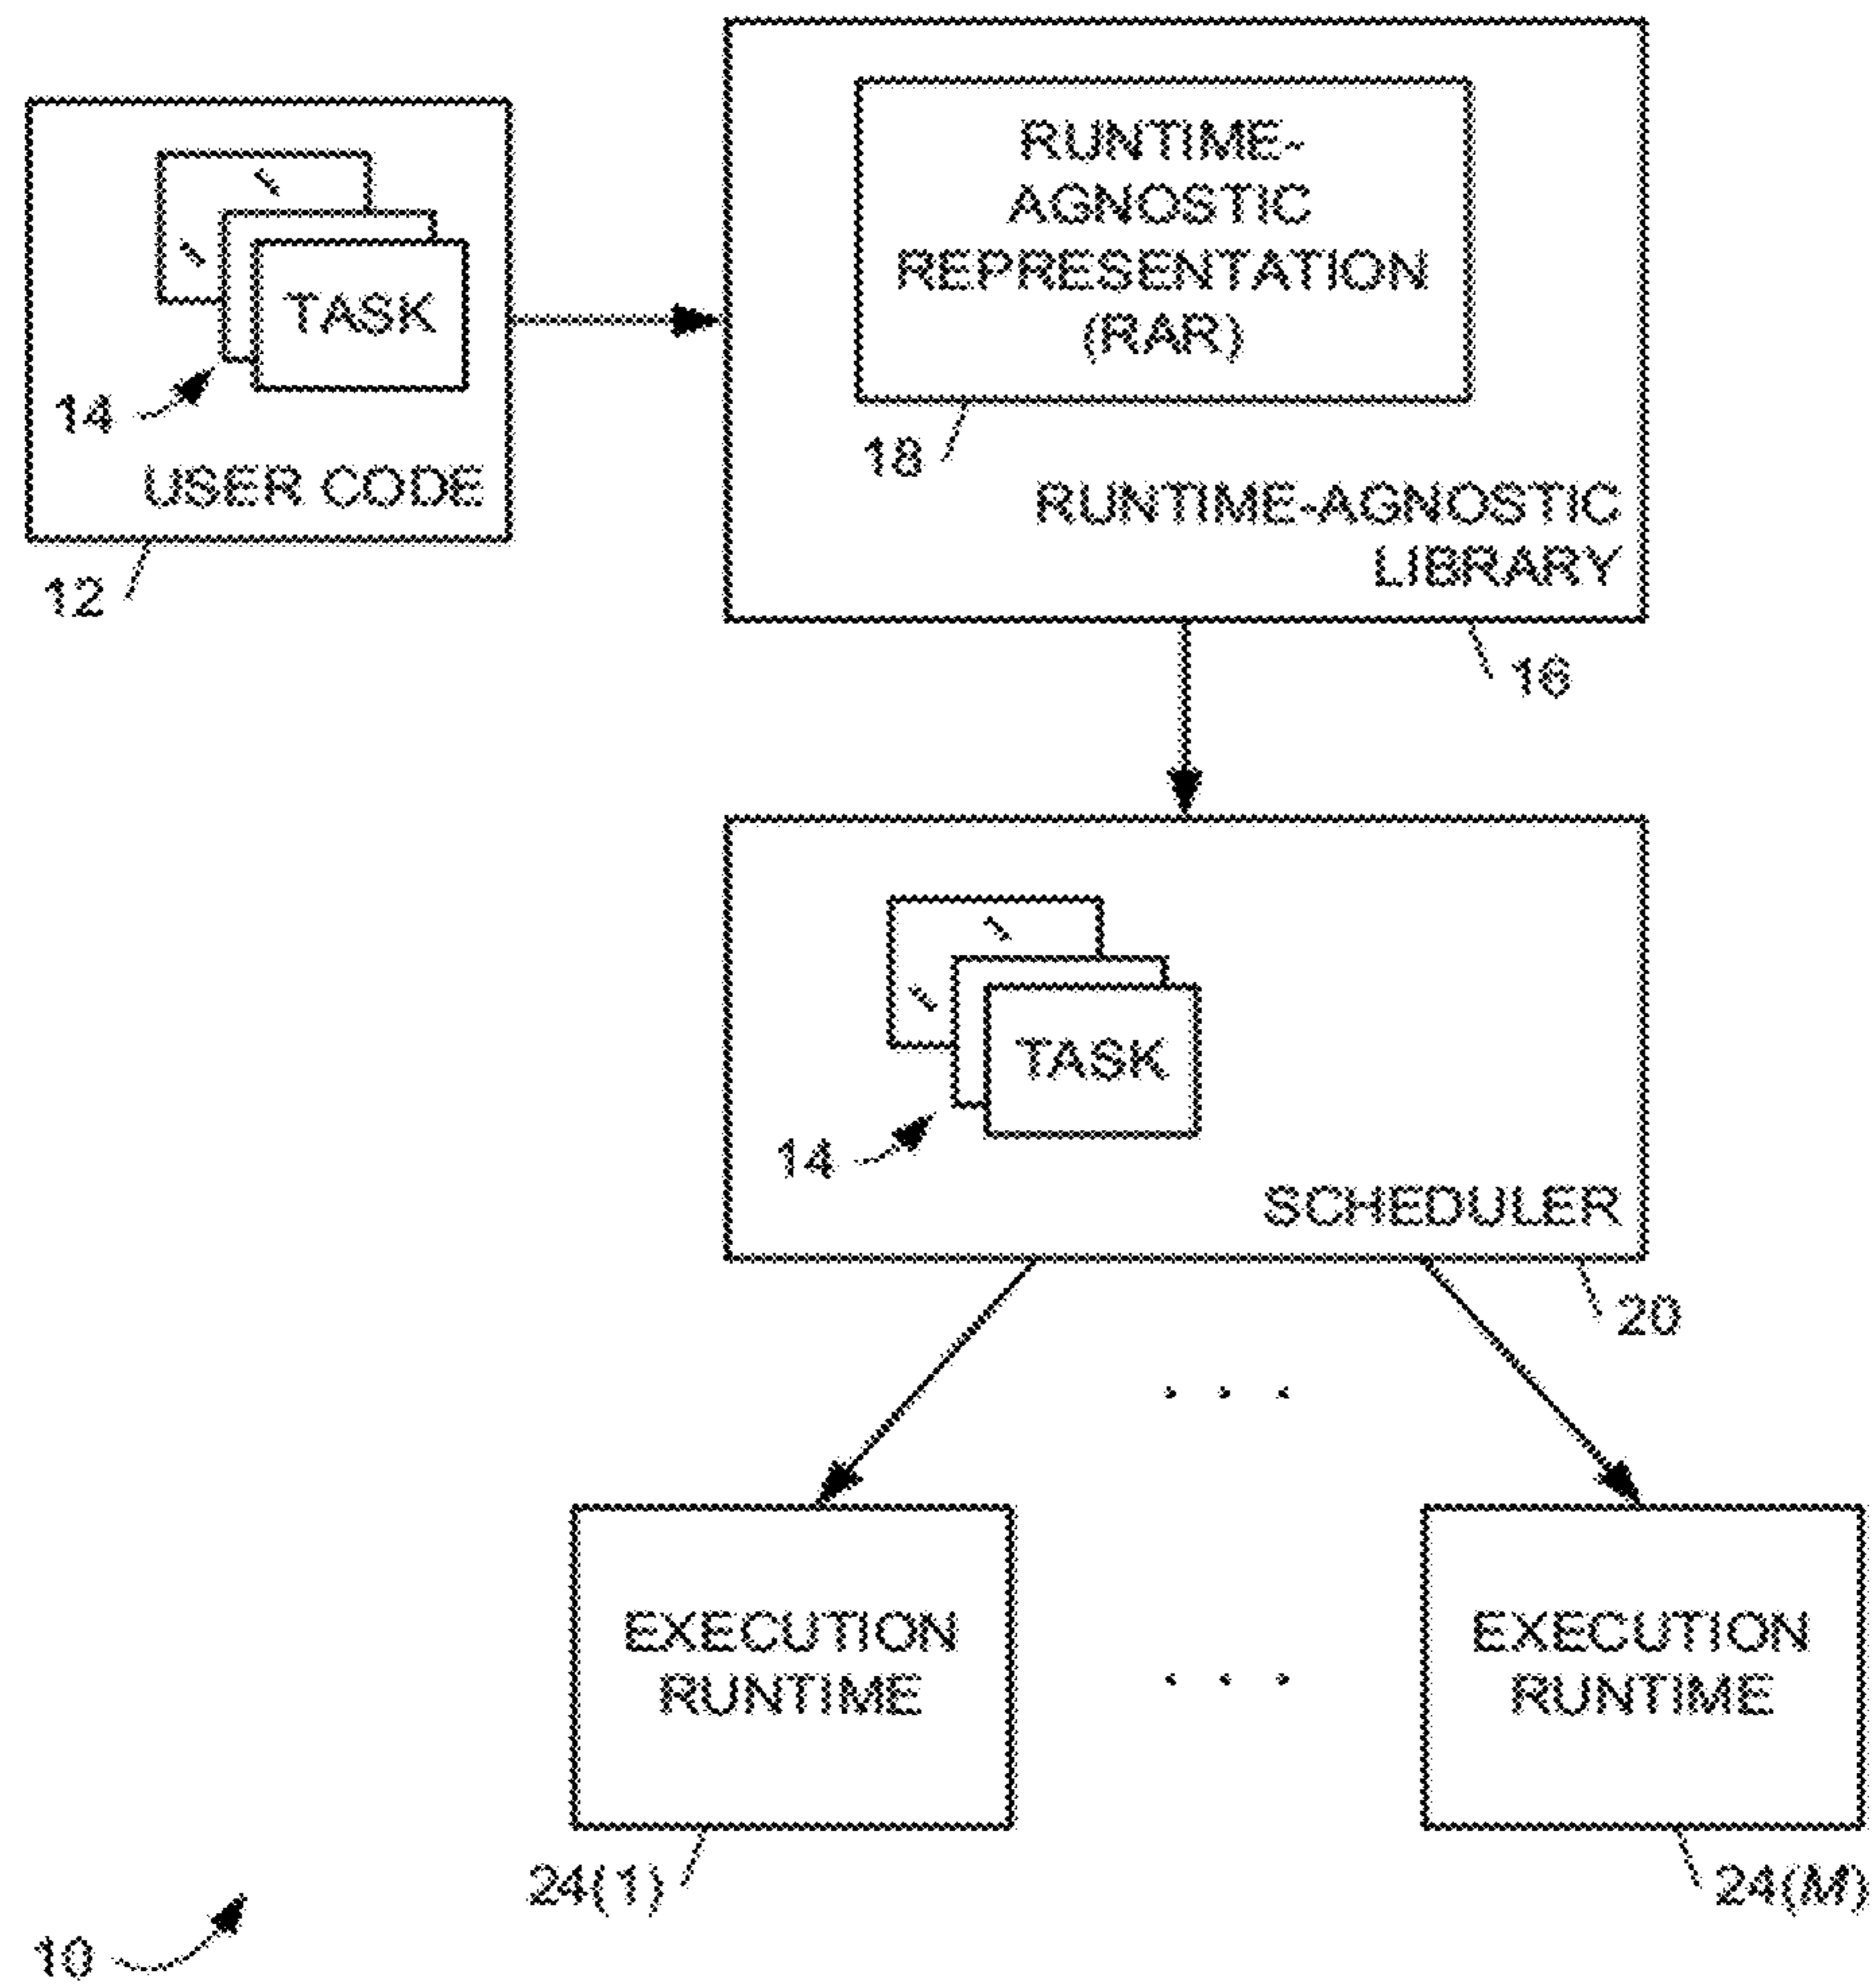 TASK
14
USER CODE
12
RUNTIME-
AGNOSTIC
REPRESENTATION
(RAR)
18
RUNTIME-AGNOSTIC
LIBRARY
16
TASK
14
SCHEDULER
20
. . .
EXECUTION
RUNTIME
24(1)
. . .
EXECUTION
RUNTIME
24(M)
10